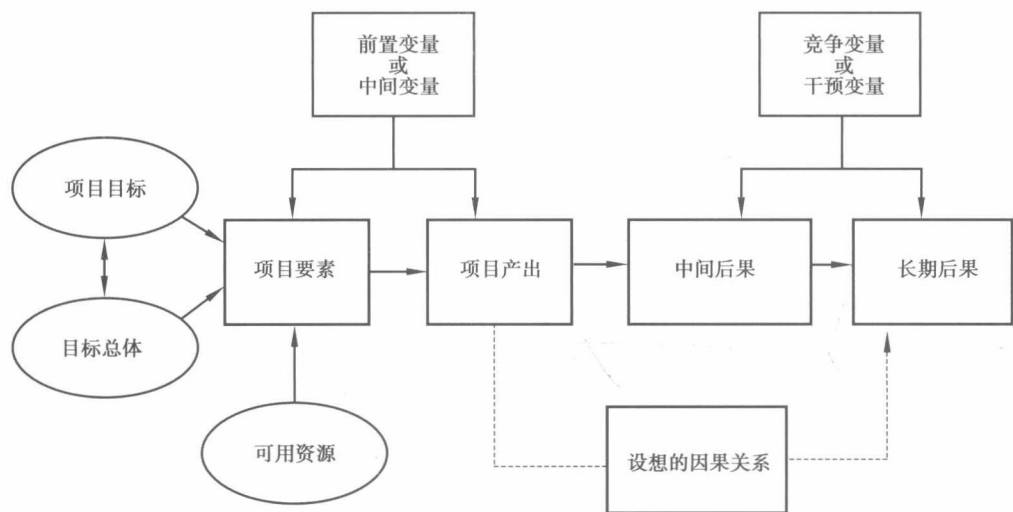 前置变量
或
中间变量
竞争变量
或
干预变量
项目目标
项目要素
项目产出
中间后果
长期后果
目标总体
可用资源
设想的因果关系